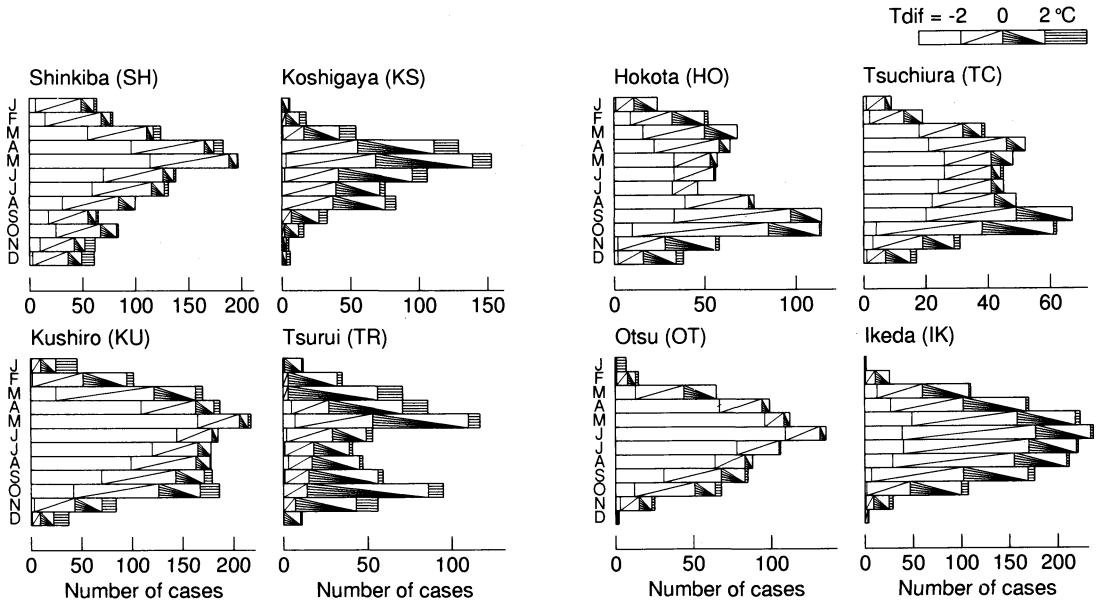 Tdif = -2 0 2 °C
Shinkiba (SH) Koshigaya (KS) Hokota (HO) Tsuchiura (TC)
J
F
M
A
M
J
J
A
S
O
N
D
J
F
M
A
M
J
J
A
S
O
N
D
0 50 100 150 200 0 50 100 150 0 50 100 0 20 40 60
Kushiro (KU) Tsurui (TR) Otsu (OT) Ikeda (IK)
J
F
M
A
M
J
J
A
S
O
N
D
J
F
M
A
M
J
J
A
S
O
N
D
0 50 100 150 200 0 50 100 0 50 100 0 50 100 150 200
Number of cases Number of cases Number of cases Number of cases